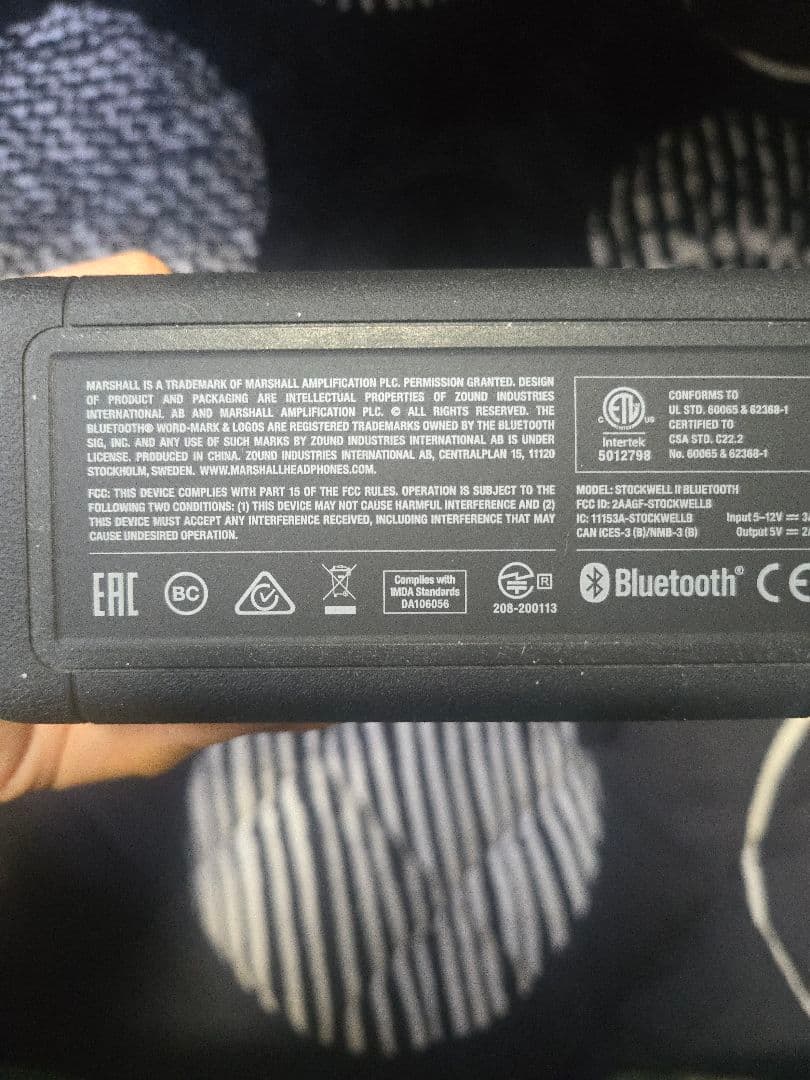 MARSHALL IS A TRADEMARK OF MARSHALL AMPLIFICATION PLC. PERMISSION GRANTED. DESIGN
OF PRODUCT AND PACKAGING ARE INTELLECTUAL PROPERTIES OF ZOUND INDUSTRIES
INTERNATIONAL AB AND MARSHALL AMPLIFICATION PLC. © ALL RIGHTS RESERVED. THE
BLUETOOTH® WORD-MARK & LOGOS ARE REGISTERED TRADEMARKS OWNED BY THE BLUETOOTH
SIG, INC. AND ANY USE OF SUCH MARKS BY ZOUND INDUSTRIES INTERNATIONAL AB IS UNDER
LICENSE. PRODUCED IN CHINA. ZOUND INDUSTRIES INTERNATIONAL AB, CENTRALPLAN 15, 11120
STOCKHOLM, SWEDEN. WWW.MARSHALLHEADPHONES.COM.
FCC: THIS DEVICE COMPLIES WITH PART 15 OF THE FCC RULES. OPERATION IS SUBJECT TO THE
FOLLOWING TWO CONDITIONS: (1) THIS DEVICE MAY NOT CAUSE HARMFUL INTERFERENCE AND (2)
THIS DEVICE MUST ACCEPT ANY INTERFERENCE RECEIVED, INCLUDING INTERFERENCE THAT MAY
CAUSE UNDESIRED OPERATION.
EAC
BC
Complies with
IMDA Standards
DA106056
R
208-200113
C ETL US
Intertek
5012798
CONFORMS TO
UL STD. 60065 & 62368-1
CERTIFIED TO
CSA STD. C22.2
No. 60065 & 62368-1
MODEL: STOCKWELL II BLUETOOTH
FCC ID: 2AAGF-STOCKWELLB
IC: 11153A-STOCKWELLB
CAN ICES-3 (B)/NMB-3 (B)
Input 5-12V ⎓ 3
Output 5V ⎓ 2
Bluetooth®
CE